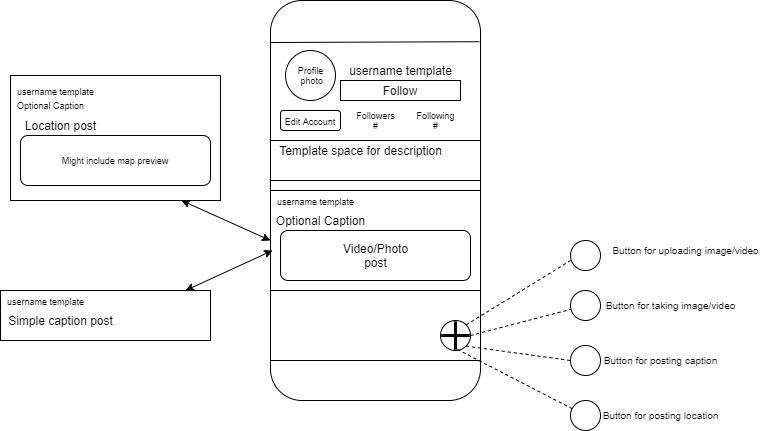 Profile
photo
username template
Follow
Edit Account
Followers
#
Following
#
Template space for description
username template
Optional Caption
Video/Photo
post
username template
Optional Caption
Location post
Might include map preview
username template
Simple caption post
Button for uploading image/video
Button for taking image/video
Button for posting caption
Button for posting location